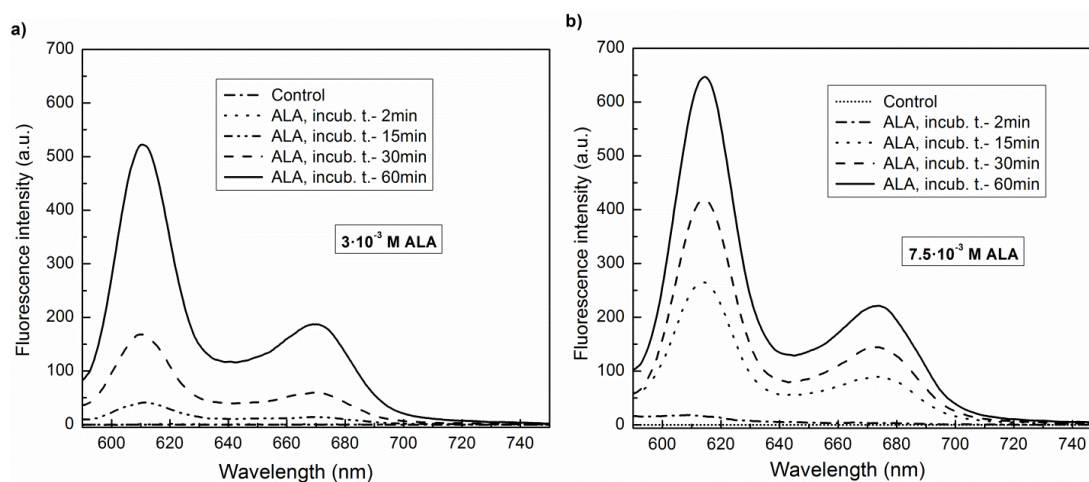 a)
700
600
500
400
300
200
100
0
Fluorescence intensity (a.u.)
Control
ALA, incub. t.- 2min
ALA, incub. t.- 15min
ALA, incub. t.- 30min
ALA, incub. t.- 60min
3·10⁻³ M ALA
600 620 640 660 680 700 720 740
Wavelength (nm)
b)
700
600
500
400
300
200
100
0
Fluorescence intensity (a.u.)
Control
ALA, incub. t.- 2min
ALA, incub. t.- 15min
ALA, incub. t.- 30min
ALA, incub. t.- 60min
7.5·10⁻³ M ALA
600 620 640 660 680 700 720 740
Wavelength (nm)